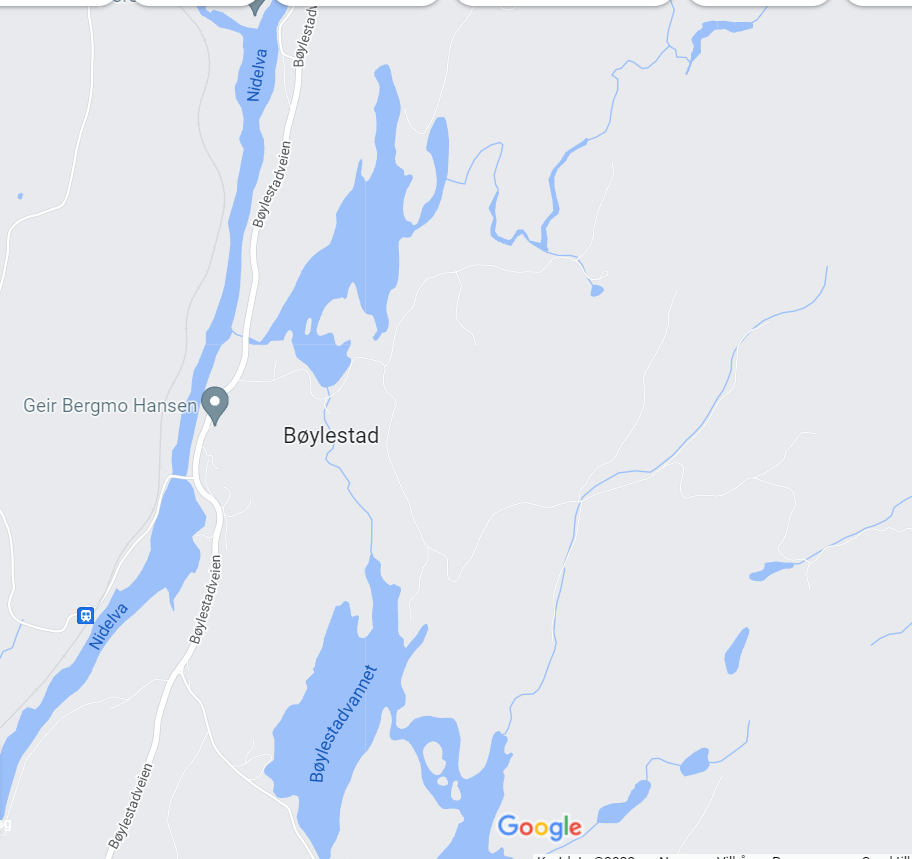 Nidelva
Bøylestadveien
Bøylestadveien
Geir Bergmo Hansen
Bøylestad
Bøylestadveien
Nidelva
Bøylestadvannet
Bøylestadveien
Google